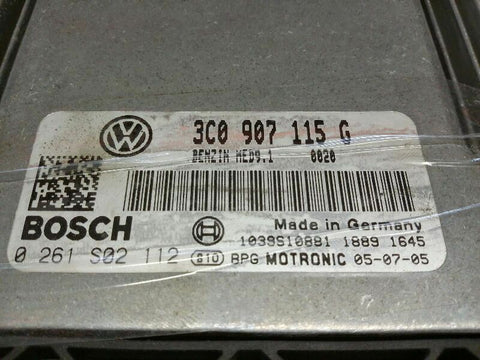 3C0 907 115 G
BENZIN MED9.1 0020
BOSCH
Made in Germany
0 261 S02 112
1039S10881 1889 1645
BPG MOTRONIC 05-07-05